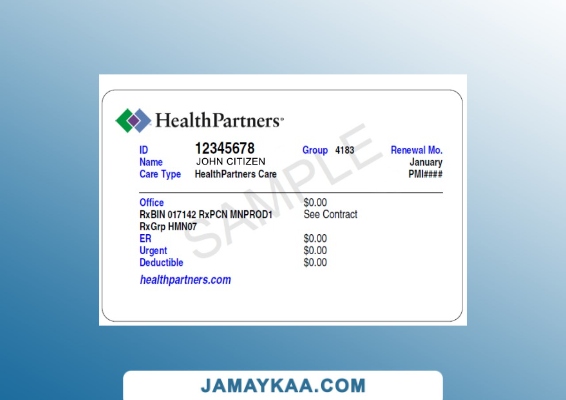 HealthPartners®
ID 12345678 Group 4183 Renewal Mo.
Name JOHN CITIZEN January
Care Type HealthPartners Care PMI####
SAMPLE
Office $0.00
RxBIN 017142 RxPCN MNPROD1 See Contract
RxGrp HMN07
ER $0.00
Urgent $0.00
Deductible $0.00
healthpartners.com
JAMAYKAA.COM